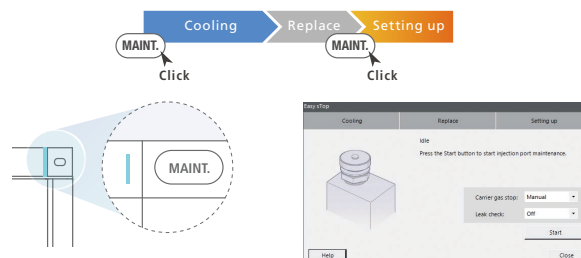 Cooling
Replace
Setting up
MAINT.
MAINT.
Click
Click
MAINT.
Easy sTop
Cooling
Replace
Setting up
Idle
Press the Start button to start injection port maintenance.
Carrier gas stop:
Manual
Leak check:
Off
Start
Help
Close